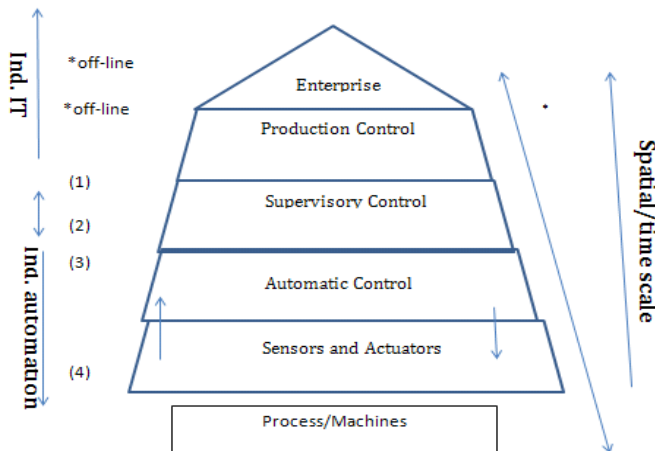 Ind. IT
*off-line
*off-line
Enterprise
*
Production Control
(1)
Supervisory Control
(2)
Spatial/time scale
(3)
Ind. automation
Automatic Control
Sensors and Actuators
(4)
Process/Machines